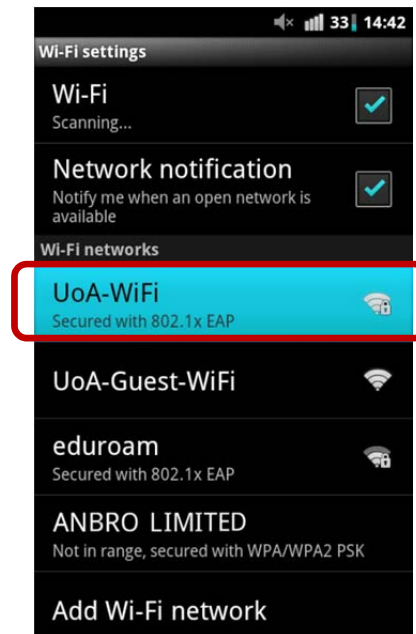 33 14:42
Wi-Fi settings
Wi-Fi
Scanning...
Network notification
Notify me when an open network is
available
Wi-Fi networks
UoA-WiFi
Secured with 802.1x EAP
UoA-Guest-WiFi
eduroam
Secured with 802.1x EAP
ANBRO LIMITED
Not in range, secured with WPA/WPA2 PSK
Add Wi-Fi network